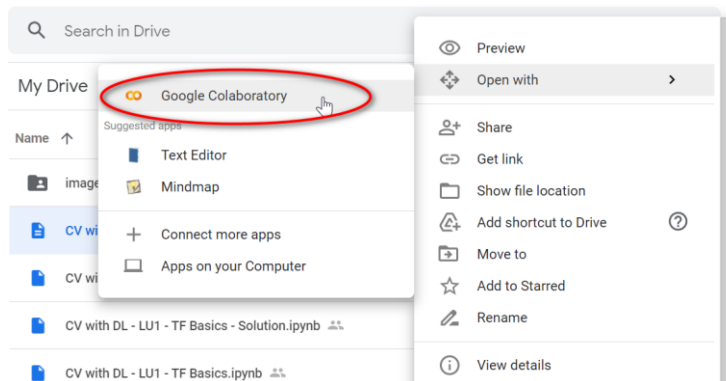 Search in Drive
My Drive
Name
image
CV wi
CV wi
CV with DL - LU1 - TF Basics - Solution.ipynb
CV with DL - LU1 - TF Basics.ipynb
Google Colaboratory
Suggested apps
Text Editor
Mindmap
Connect more apps
Apps on your Computer
Preview
Open with
Share
Get link
Show file location
Add shortcut to Drive
Move to
Add to Starred
Rename
View details